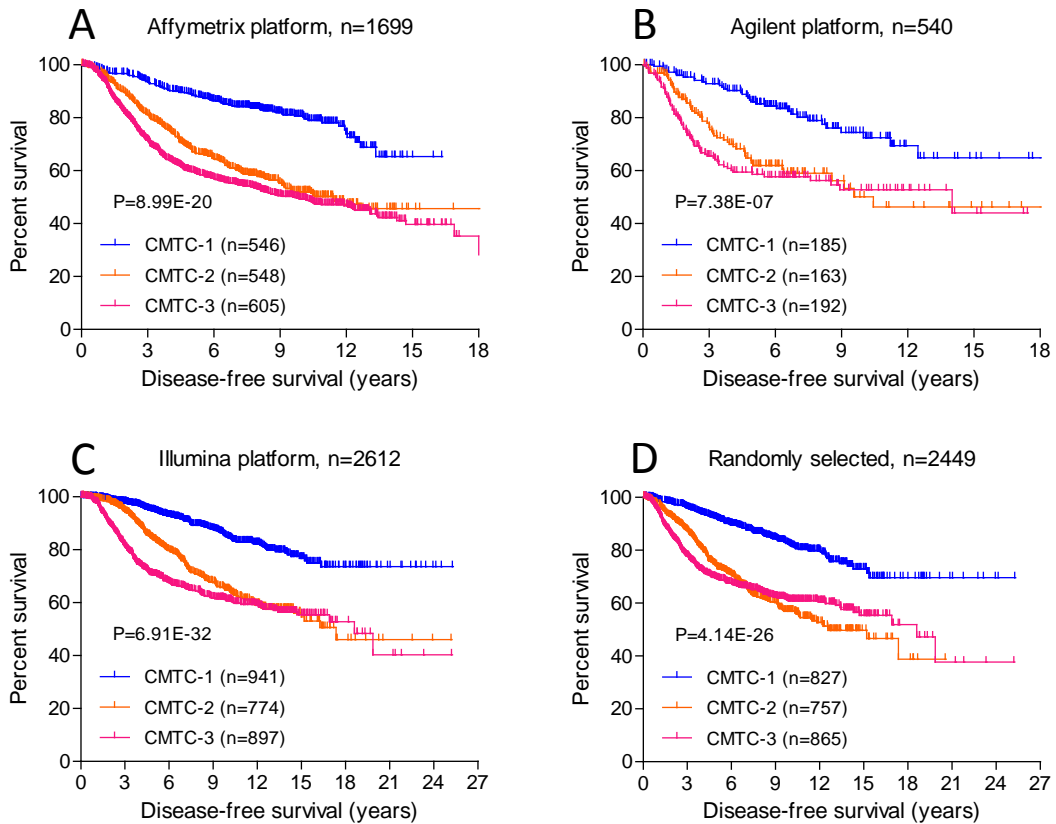 A
Affymetrix platform, n=1699
Percent survival
100
80
60
40
20
0
P=8.99E-20
CMTC-1 (n=546)
CMTC-2 (n=548)
CMTC-3 (n=605)
0 3 6 9 12 15 18
Disease-free survival (years)
B
Agilent platform, n=540
Percent survival
100
80
60
40
20
0
P=7.38E-07
CMTC-1 (n=185)
CMTC-2 (n=163)
CMTC-3 (n=192)
0 3 6 9 12 15 18
Disease-free survival (years)
C
Illumina platform, n=2612
Percent survival
100
80
60
40
20
0
P=6.91E-32
CMTC-1 (n=941)
CMTC-2 (n=774)
CMTC-3 (n=897)
0 3 6 9 12 15 18 21 24 27
Disease-free survival (years)
D
Randomly selected, n=2449
Percent survival
100
80
60
40
20
0
P=4.14E-26
CMTC-1 (n=827)
CMTC-2 (n=757)
CMTC-3 (n=865)
0 3 6 9 12 15 18 21 24 27
Disease-free survival (years)